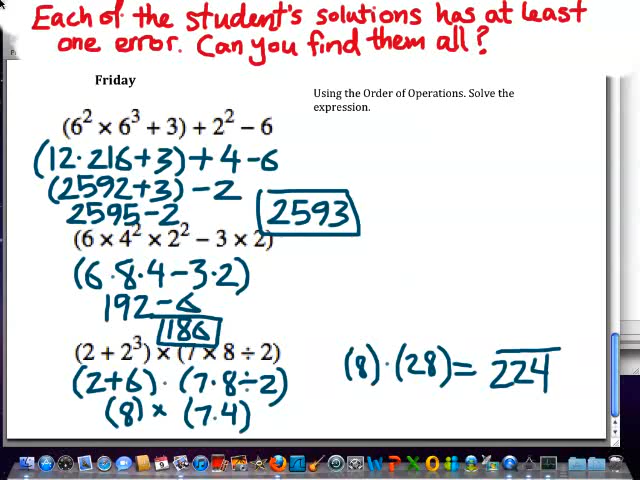 Each of the student's solutions has at least
one error. Can you find them all?
Friday
Using the Order of Operations. Solve the
expression.
(6² × 6³ + 3) + 2² − 6
(12·216+3)+4−6
(2592+3)−2
2595−2
2593
(6 × 4² × 2² − 3 × 2)
(6·8·4−3·2)
192−6
186
(2 + 2³) × (7 × 8 ÷ 2)
(2+6)·(7·8÷2)
(8)×(7·4)
(8)·(28)=224